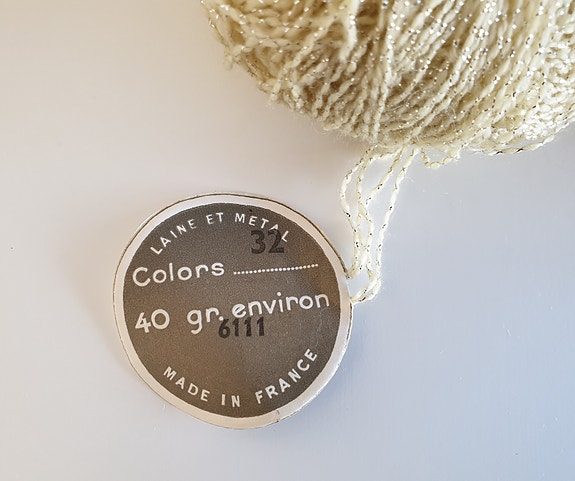 LAINE ET METAL
32
Colors ....................
40 gr. environ
6111
MADE IN FRANCE